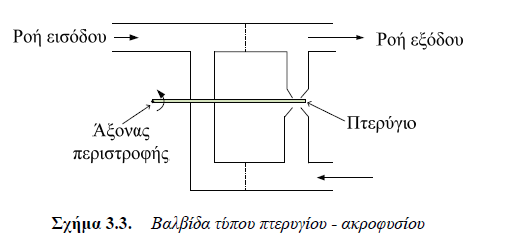 Ροή εισόδου
Ροή εξόδου
Άξονας
περιστροφής
Πτερύγιο
Σχήμα 3.3. Βαλβίδα τύπου πτερυγίου - ακροφυσίου